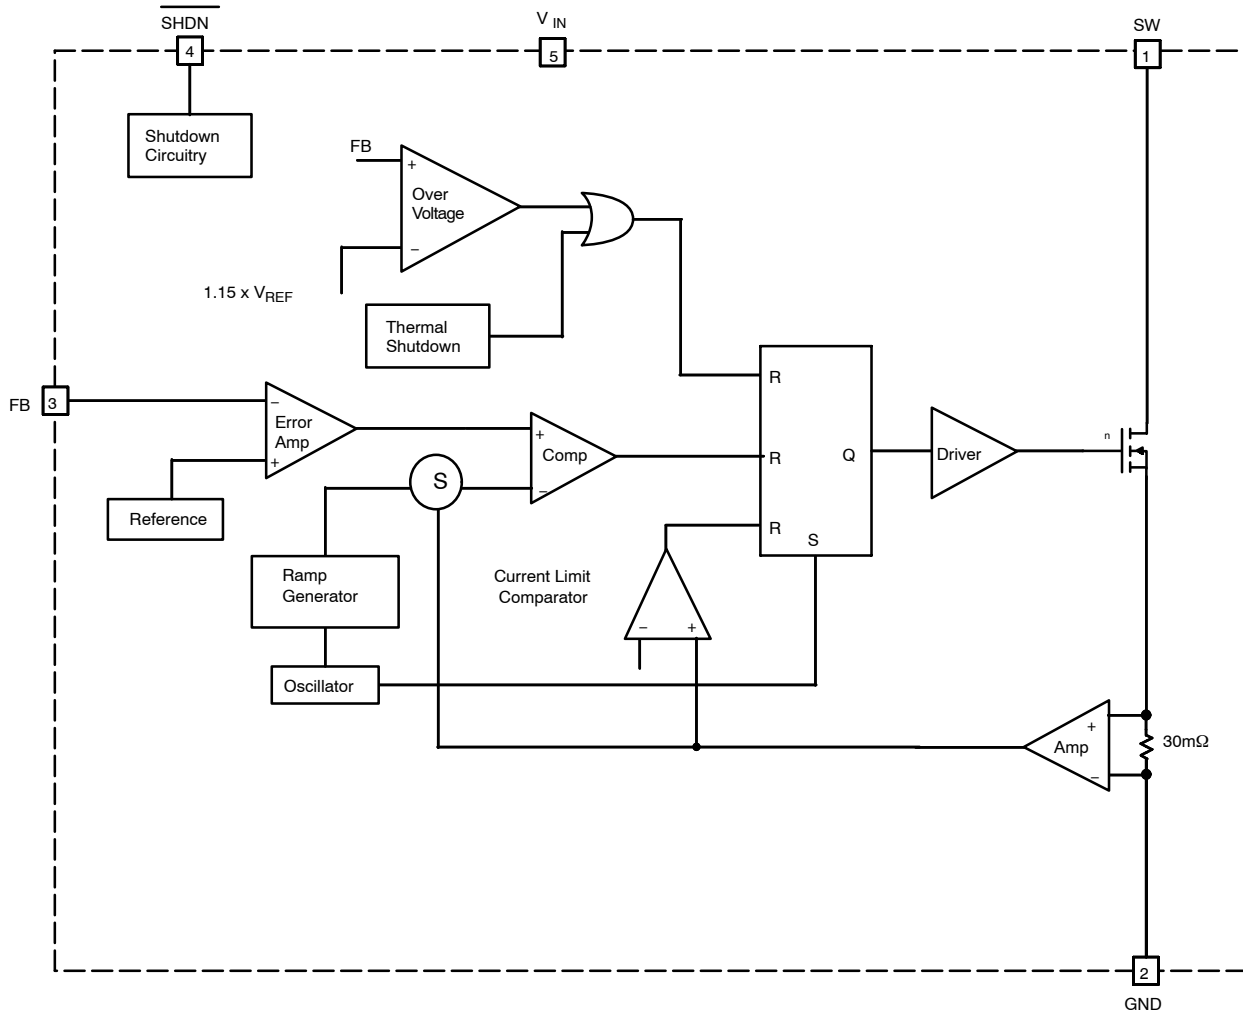 SHDN
V IN
SW
4
5
1
Shutdown
Circuitry
FB
+
Over
Voltage
−
1.15 x VREF
Thermal
Shutdown
FB
3
−
Error
Amp
+
Reference
+
Comp
−
S
R
R
R
Q
S
Driver
n
Ramp
Generator
Current Limit
Comparator
−
+
Oscillator
+
Amp
−
30mΩ
2
GND